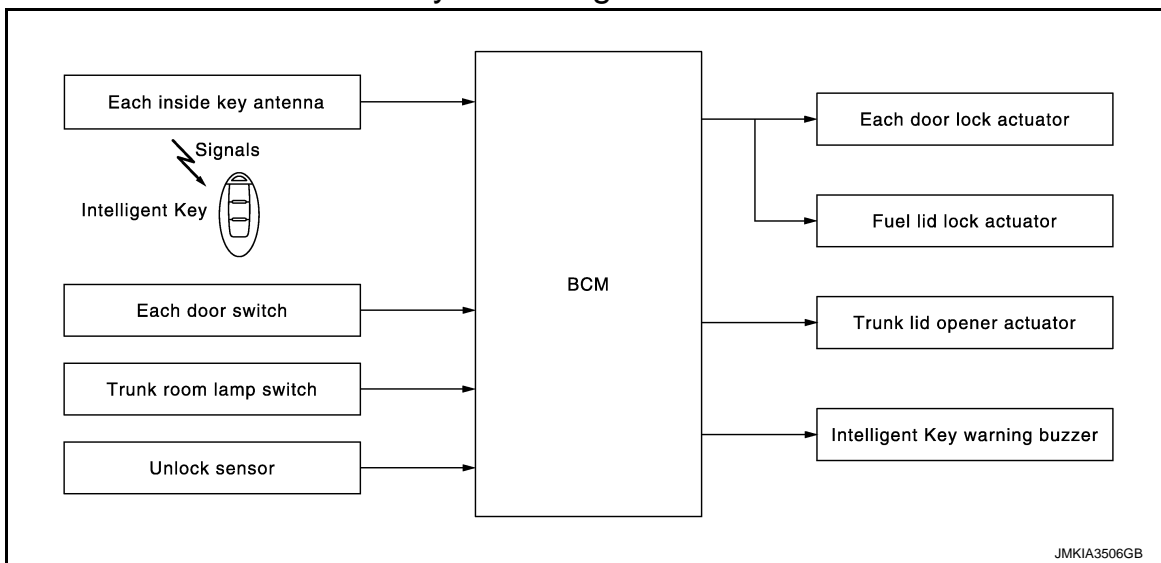 Each inside key antenna
Signals
Intelligent Key
Each door switch
Trunk room lamp switch
Unlock sensor
BCM
Each door lock actuator
Fuel lid lock actuator
Trunk lid opener actuator
Intelligent Key warning buzzer
JMKIA3506GB